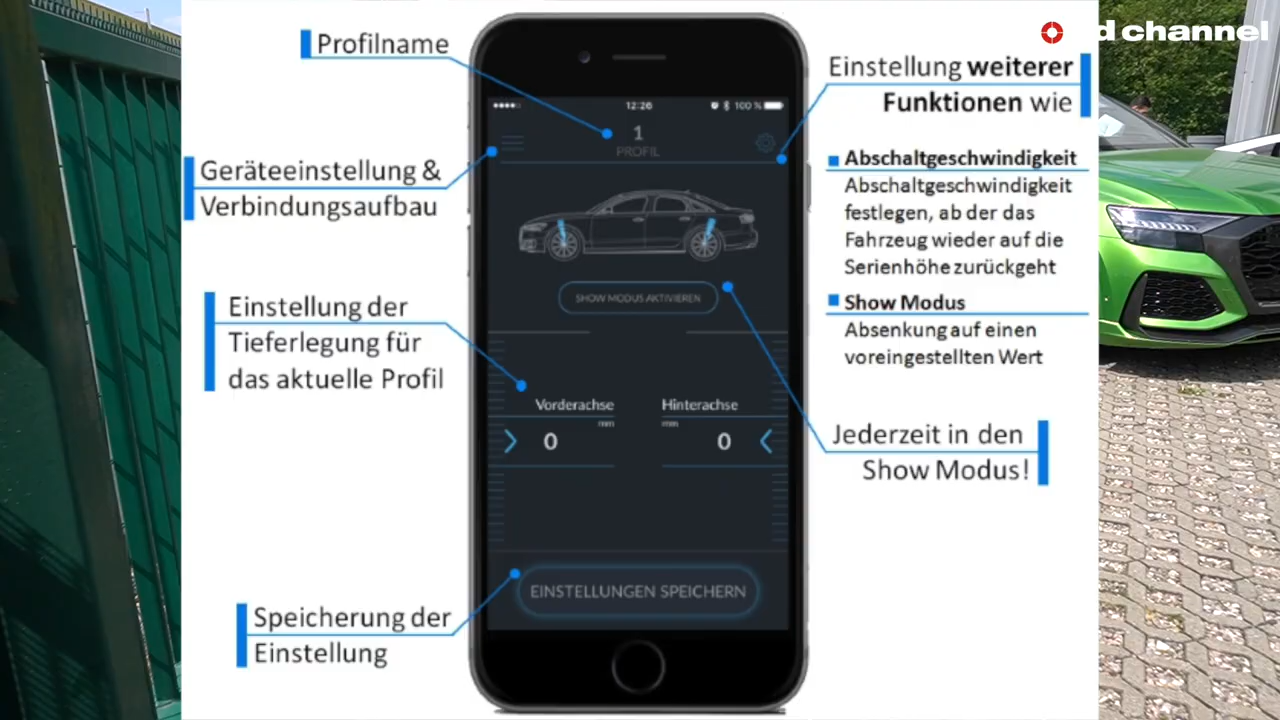 Profilname
Geräteeinstellung &
Verbindungsaufbau
Einstellung der
Tieferlegung für
das aktuelle Profil
Speicherung der
Einstellung
12:26
100 %
1
PROFIL
SHOW MODUS AKTIVIEREN
Vorderachse
mm
0
Hinterachse
mm
0
EINSTELLUNGEN SPEICHERN
d channel
Einstellung weiterer
Funktionen wie
Abschaltgeschwindigkeit
Abschaltgeschwindigkeit
festlegen, ab der das
Fahrzeug wieder auf die
Serienhöhe zurückgeht
Show Modus
Absenkung auf einen
voreingestellten Wert
Jederzeit in den
Show Modus!